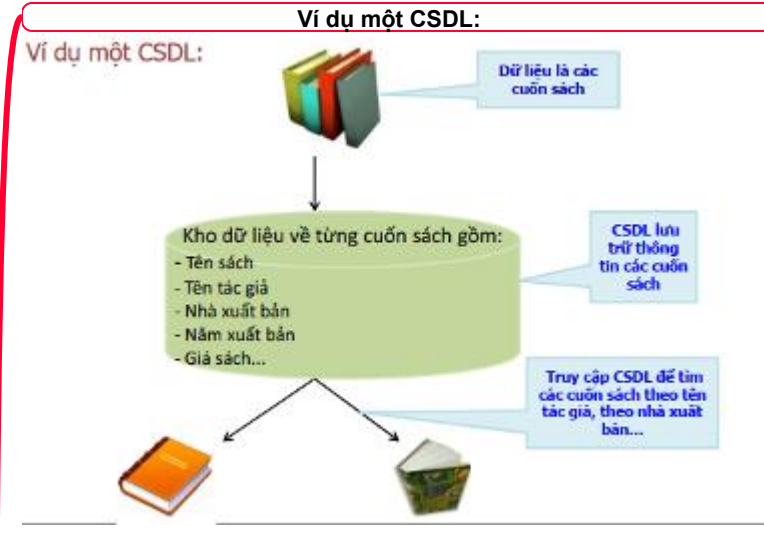 Ví dụ một CSDL:
Ví dụ một CSDL:
Dữ liệu là các
cuốn sách
Kho dữ liệu về từng cuốn sách gồm:
- Tên sách
- Tên tác giả
- Nhà xuất bản
- Năm xuất bản
- Giá sách...
CSDL lưu
trữ thông
tin các cuốn
sách
Truy cập CSDL để tìm
các cuốn sách theo tên
tác giả, theo nhà xuất
bản...